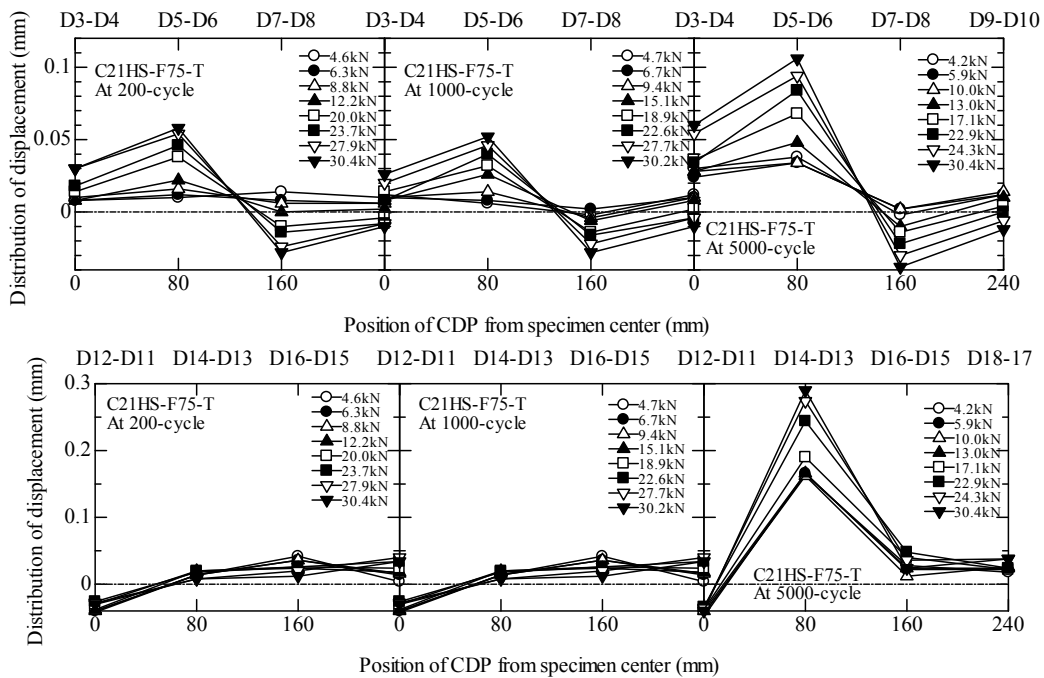 D3-D4 D5-D6 D7-D8 D3-D4 D5-D6 D7-D8 D3-D4 D5-D6 D7-D8 D9-D10
Distribution of displacement (mm)
0.1
0.05
0
C21HS-F75-T
At 200-cycle
4.6kN
6.3kN
8.8kN
12.2kN
20.0kN
23.7kN
27.9kN
30.4kN
C21HS-F75-T
At 1000-cycle
4.7kN
6.7kN
9.4kN
15.1kN
18.9kN
22.6kN
27.7kN
30.2kN
4.2kN
5.9kN
10.0kN
13.0kN
17.1kN
22.9kN
24.3kN
30.4kN
C21HS-F75-T
At 5000-cycle
0 80 160 0 80 160 0 80 160 240
Position of CDP from specimen center (mm)
D12-D11 D14-D13 D16-D15 D12-D11 D14-D13 D16-D15 D12-D11 D14-D13 D16-D15 D18-17
Distribution of displacement (mm)
0.3
0.2
0.1
0
C21HS-F75-T
At 200-cycle
4.6kN
6.3kN
8.8kN
12.2kN
20.0kN
23.7kN
27.9kN
30.4kN
C21HS-F75-T
At 1000-cycle
4.7kN
6.7kN
9.4kN
15.1kN
18.9kN
22.6kN
27.7kN
30.2kN
4.2kN
5.9kN
10.0kN
13.0kN
17.1kN
22.9kN
24.3kN
30.4kN
C21HS-F75-T
At 5000-cycle
0 80 160 0 80 160 0 80 160 240
Position of CDP from specimen center (mm)